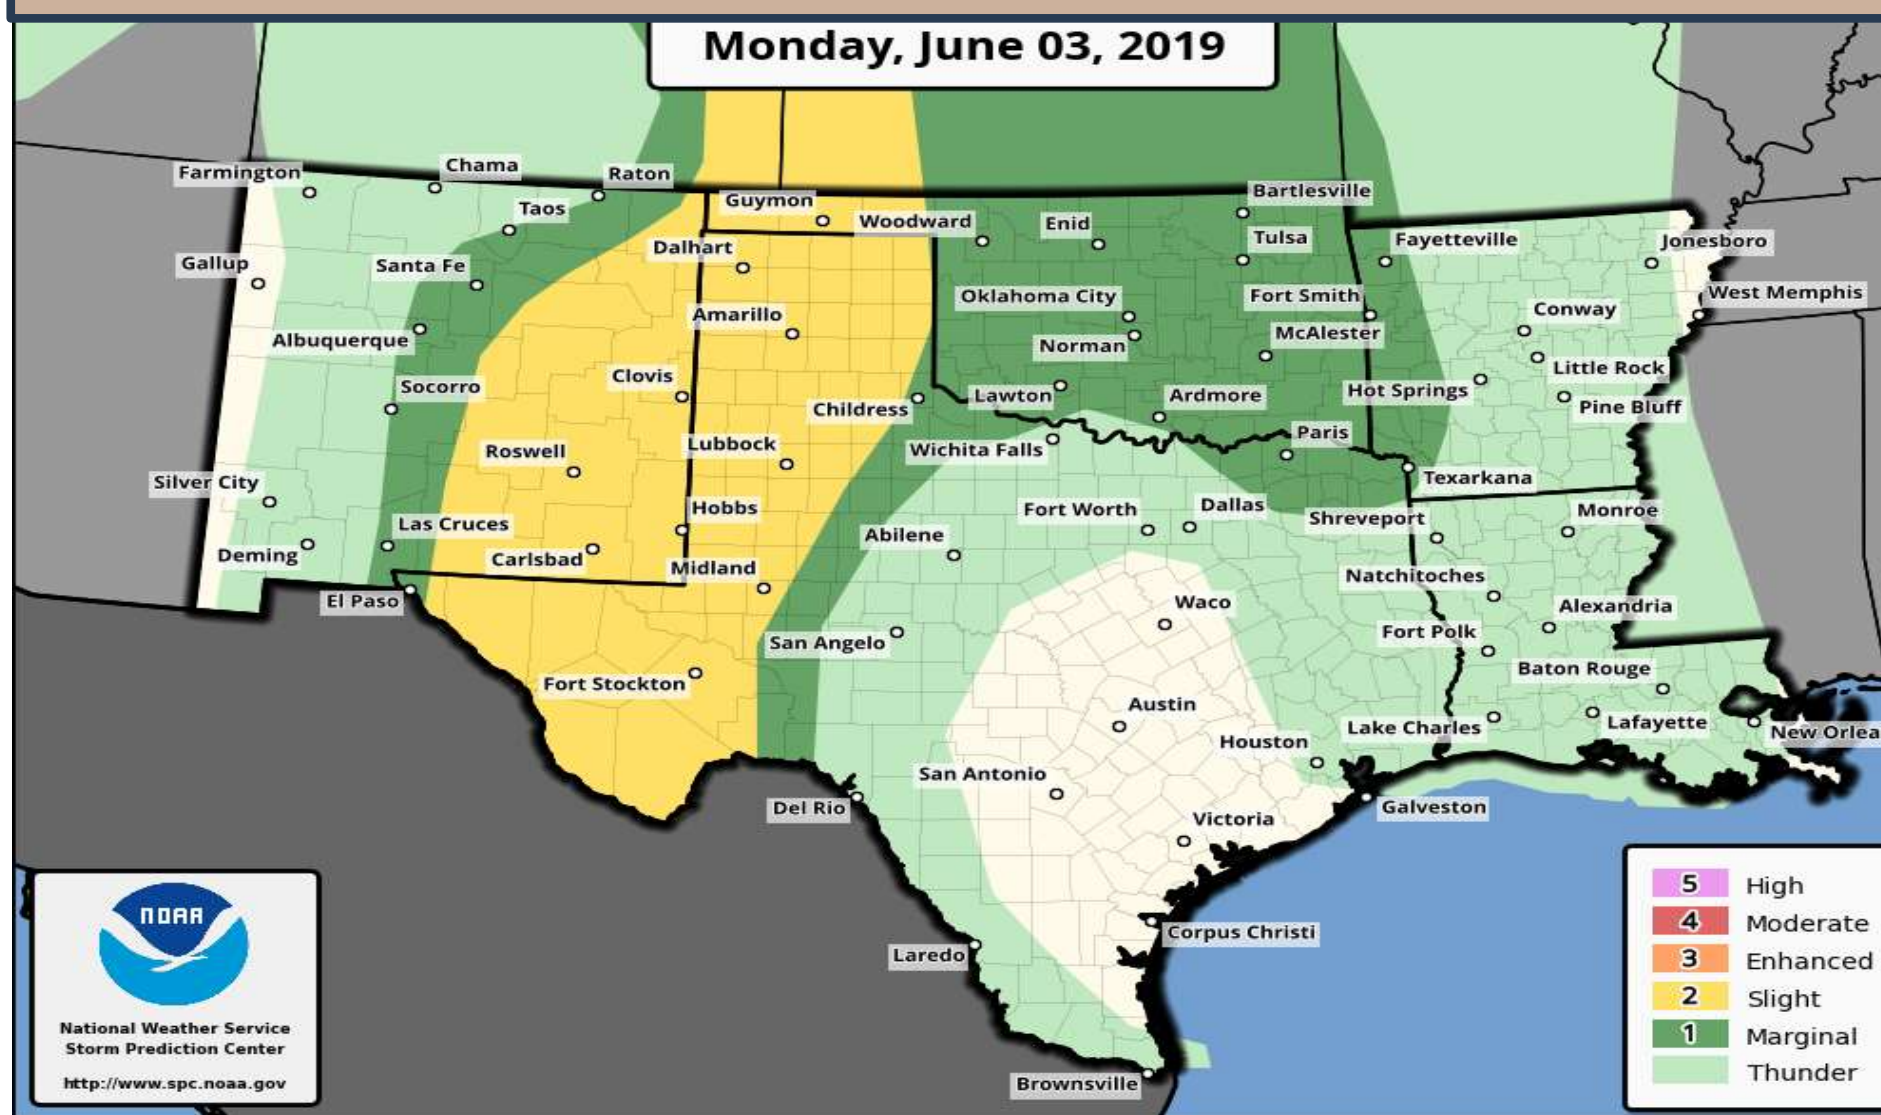 Monday, June 03, 2019
Farmington
Chama
Raton
Taos
Guymon
Woodward
Enid
Bartlesville
Tulsa
Fayetteville
Jonesboro
Gallup
Santa Fe
Dalhart
Oklahoma City
Fort Smith
West Memphis
Amarillo
Conway
Albuquerque
Norman
McAlester
Little Rock
Socorro
Clovis
Childress
Lawton
Ardmore
Hot Springs
Pine Bluff
Roswell
Lubbock
Wichita Falls
Paris
Texarkana
Silver City
Las Cruces
Hobbs
Abilene
Fort Worth
Dallas
Shreveport
Monroe
Deming
Carlsbad
Midland
Natchitoches
El Paso
Waco
Alexandria
San Angelo
Fort Polk
Fort Stockton
Baton Rouge
Austin
Houston
Lake Charles
Lafayette
New Orlea
San Antonio
Del Rio
Galveston
Victoria
Corpus Christi
Laredo
Brownsville
NOAA
National Weather Service
Storm Prediction Center
http://www.spc.noaa.gov
5 High
4 Moderate
3 Enhanced
2 Slight
1 Marginal
Thunder